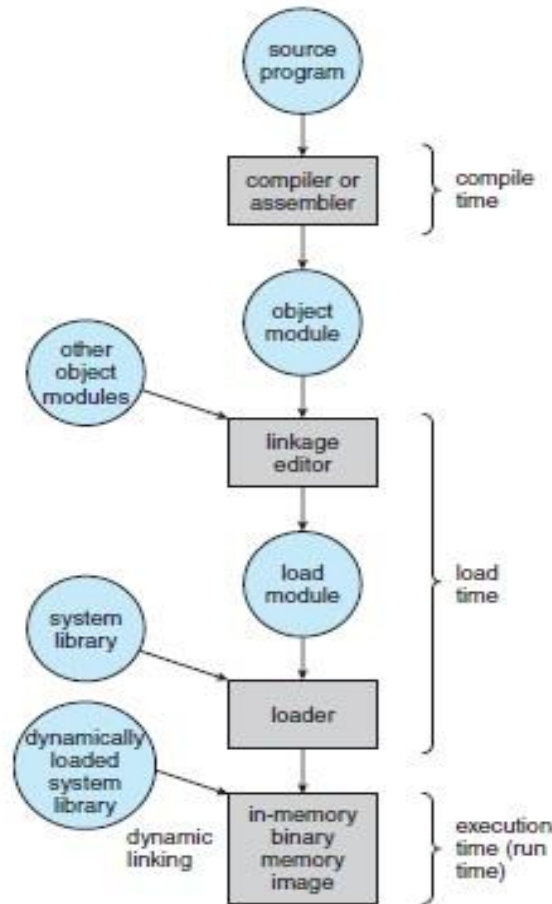 source
program
compiler or
assembler
compile
time
object
module
other
object
modules
linkage
editor
load
module
load
time
system
library
loader
dynamically
loaded
system
library
dynamic
linking
in-memory
binary
memory
image
execution
time (run
time)